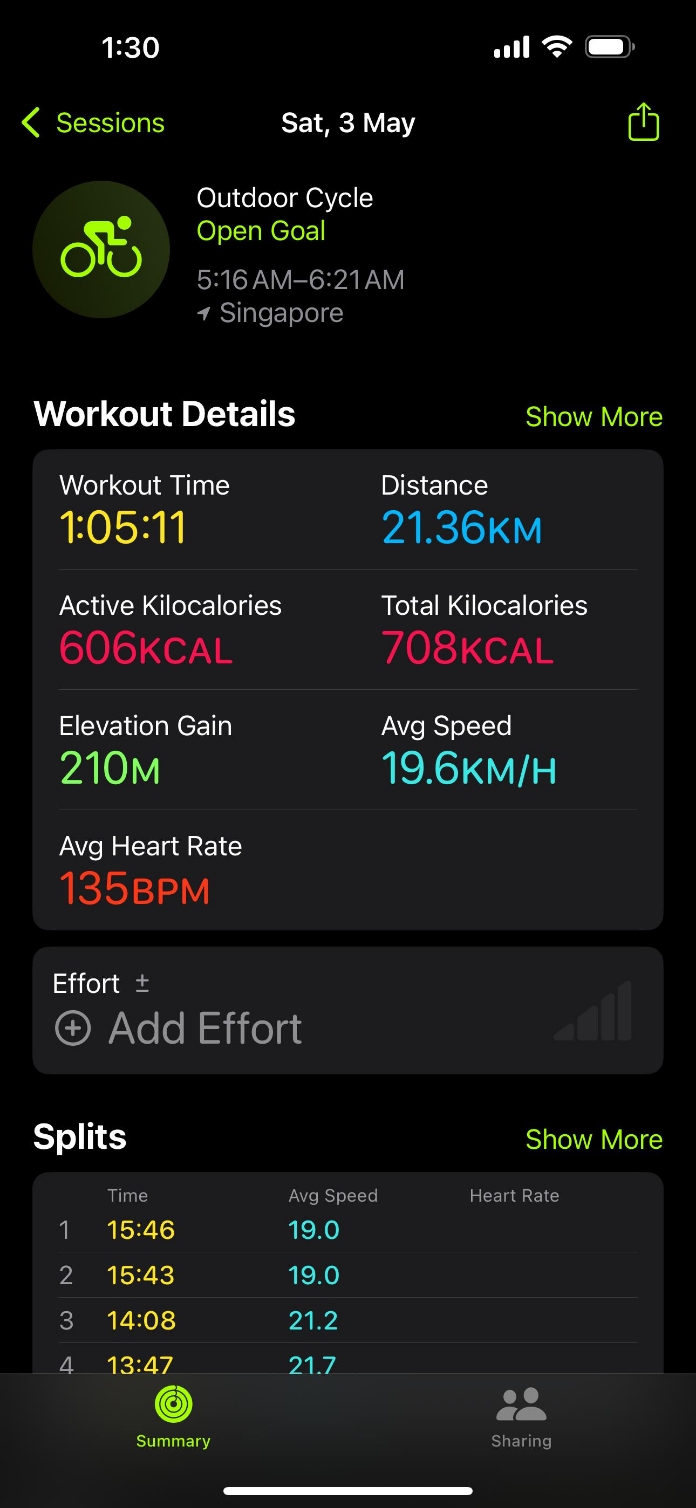 1:30
Sessions
Sat, 3 May
Outdoor Cycle
Open Goal
5:16 AM–6:21 AM
Singapore
Workout Details
Show More
Workout Time
Distance
1:05:11
21.36KM
Active Kilocalories
Total Kilocalories
606KCAL
708KCAL
Elevation Gain
Avg Speed
210M
19.6KM/H
Avg Heart Rate
135BPM
Effort ±
Add Effort
Splits
Show More
Time Avg Speed Heart Rate
1 15:46 19.0
2 15:43 19.0
3 14:08 21.2
4 13:47 21.7
Summary
Sharing